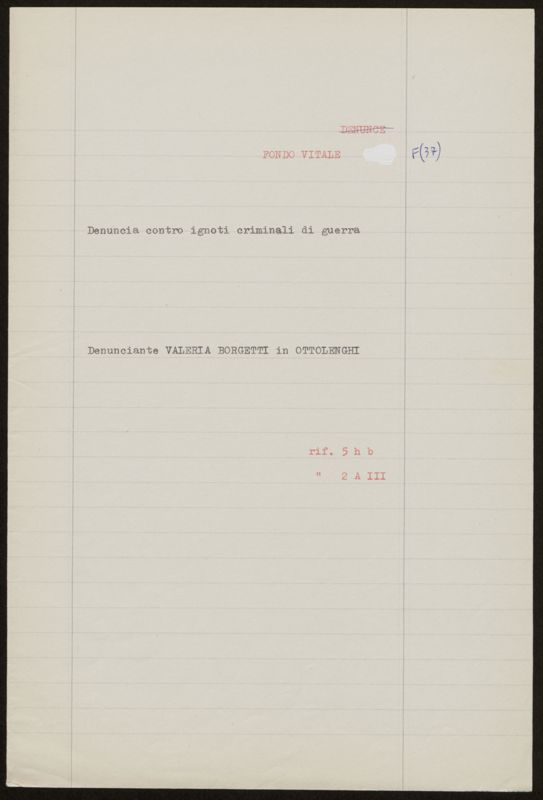 DENUNCE
FONDO VITALE F(37)
Denuncia contro ignoti criminali di guerra
Denunciante VALERIA BORGETTI in OTTOLENGHI
rif. 5 h b
" 2 A III